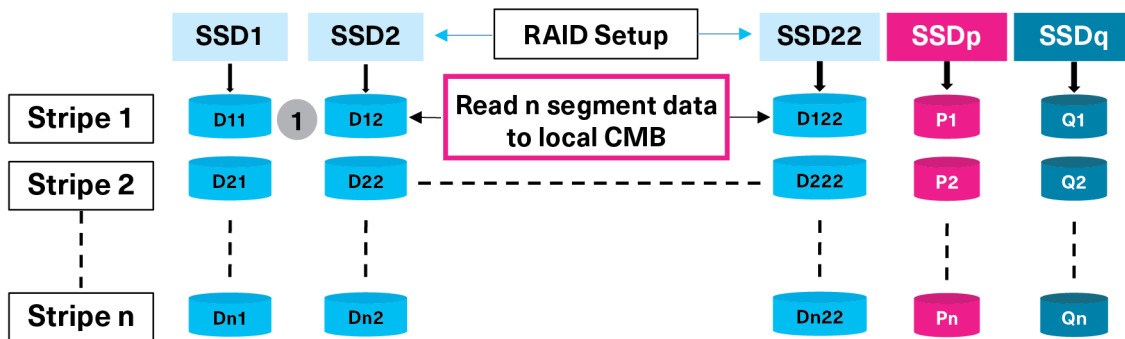 SSD1
SSD2
RAID Setup
SSD22
SSDp
SSDq
Stripe 1
D11
1
D12
Read n segment data
to local CMB
D122
P1
Q1
Stripe 2
D21
D22
D222
P2
Q2
Stripe n
Dn1
Dn2
Dn22
Pn
Qn